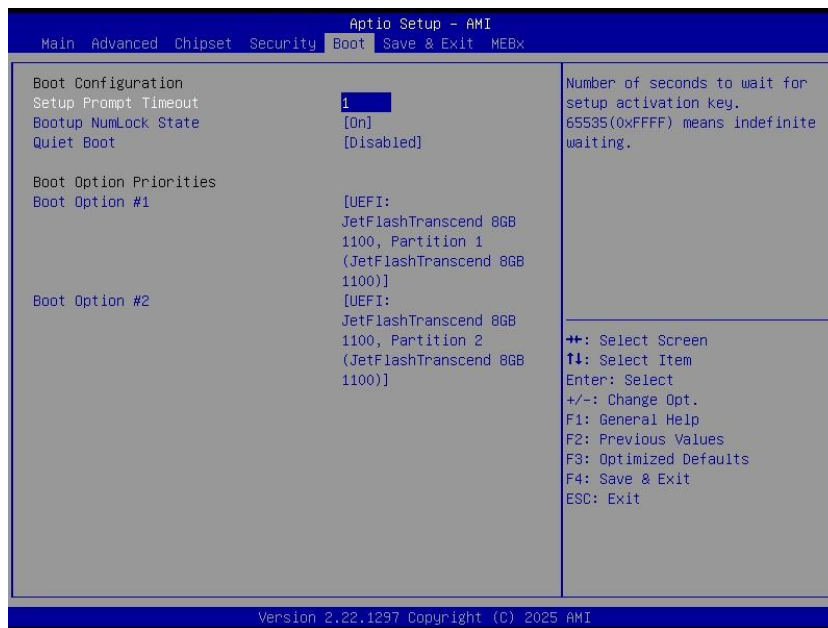 Aptio Setup – AMI
Main Advanced Chipset Security Boot Save & Exit MEBx
Boot Configuration
Setup Prompt Timeout 1
Bootup NumLock State [On]
Quiet Boot [Disabled]
Boot Option Priorities
Boot Option #1 [UEFI:
JetFlashTranscend 8GB
1100, Partition 1
(JetFlashTranscend 8GB
1100)]
Boot Option #2 [UEFI:
JetFlashTranscend 8GB
1100, Partition 2
(JetFlashTranscend 8GB
1100)]
Number of seconds to wait for
setup activation key.
65535(0xFFFF) means indefinite
waiting.
→←: Select Screen
↑↓: Select Item
Enter: Select
+/-: Change Opt.
F1: General Help
F2: Previous Values
F3: Optimized Defaults
F4: Save & Exit
ESC: Exit
Version 2.22.1297 Copyright (C) 2025 AMI